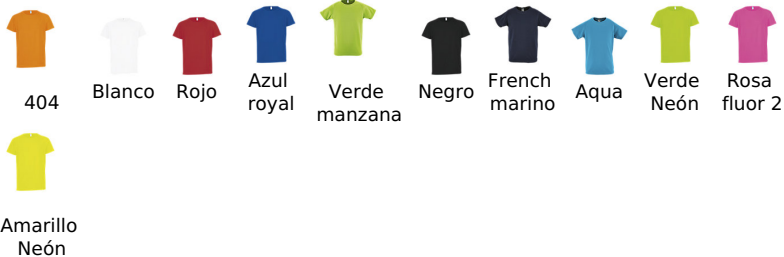 404
Blanco
Rojo
Azul
royal
Verde
manzana
Negro
French
marino
Aqua
Verde
Neón
Rosa
fluor 2
Amarillo
Neón